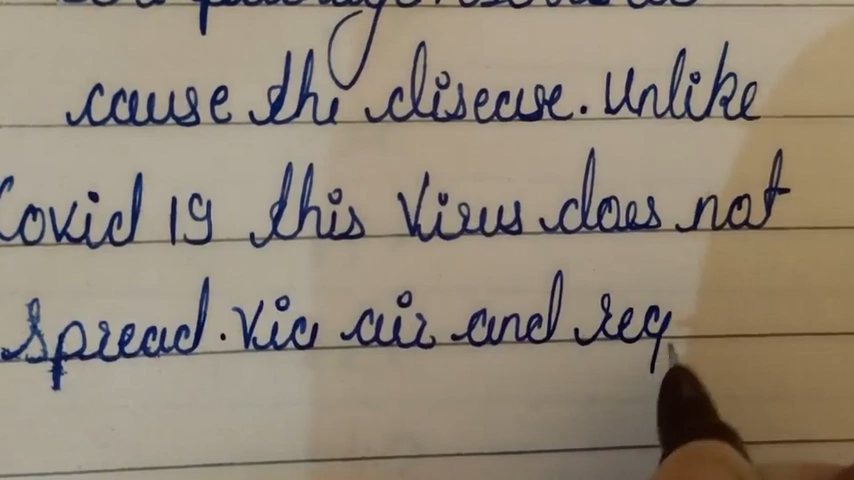 cause the disease. Unlike
Covid 19 this Virus does not
spread. Via air and req